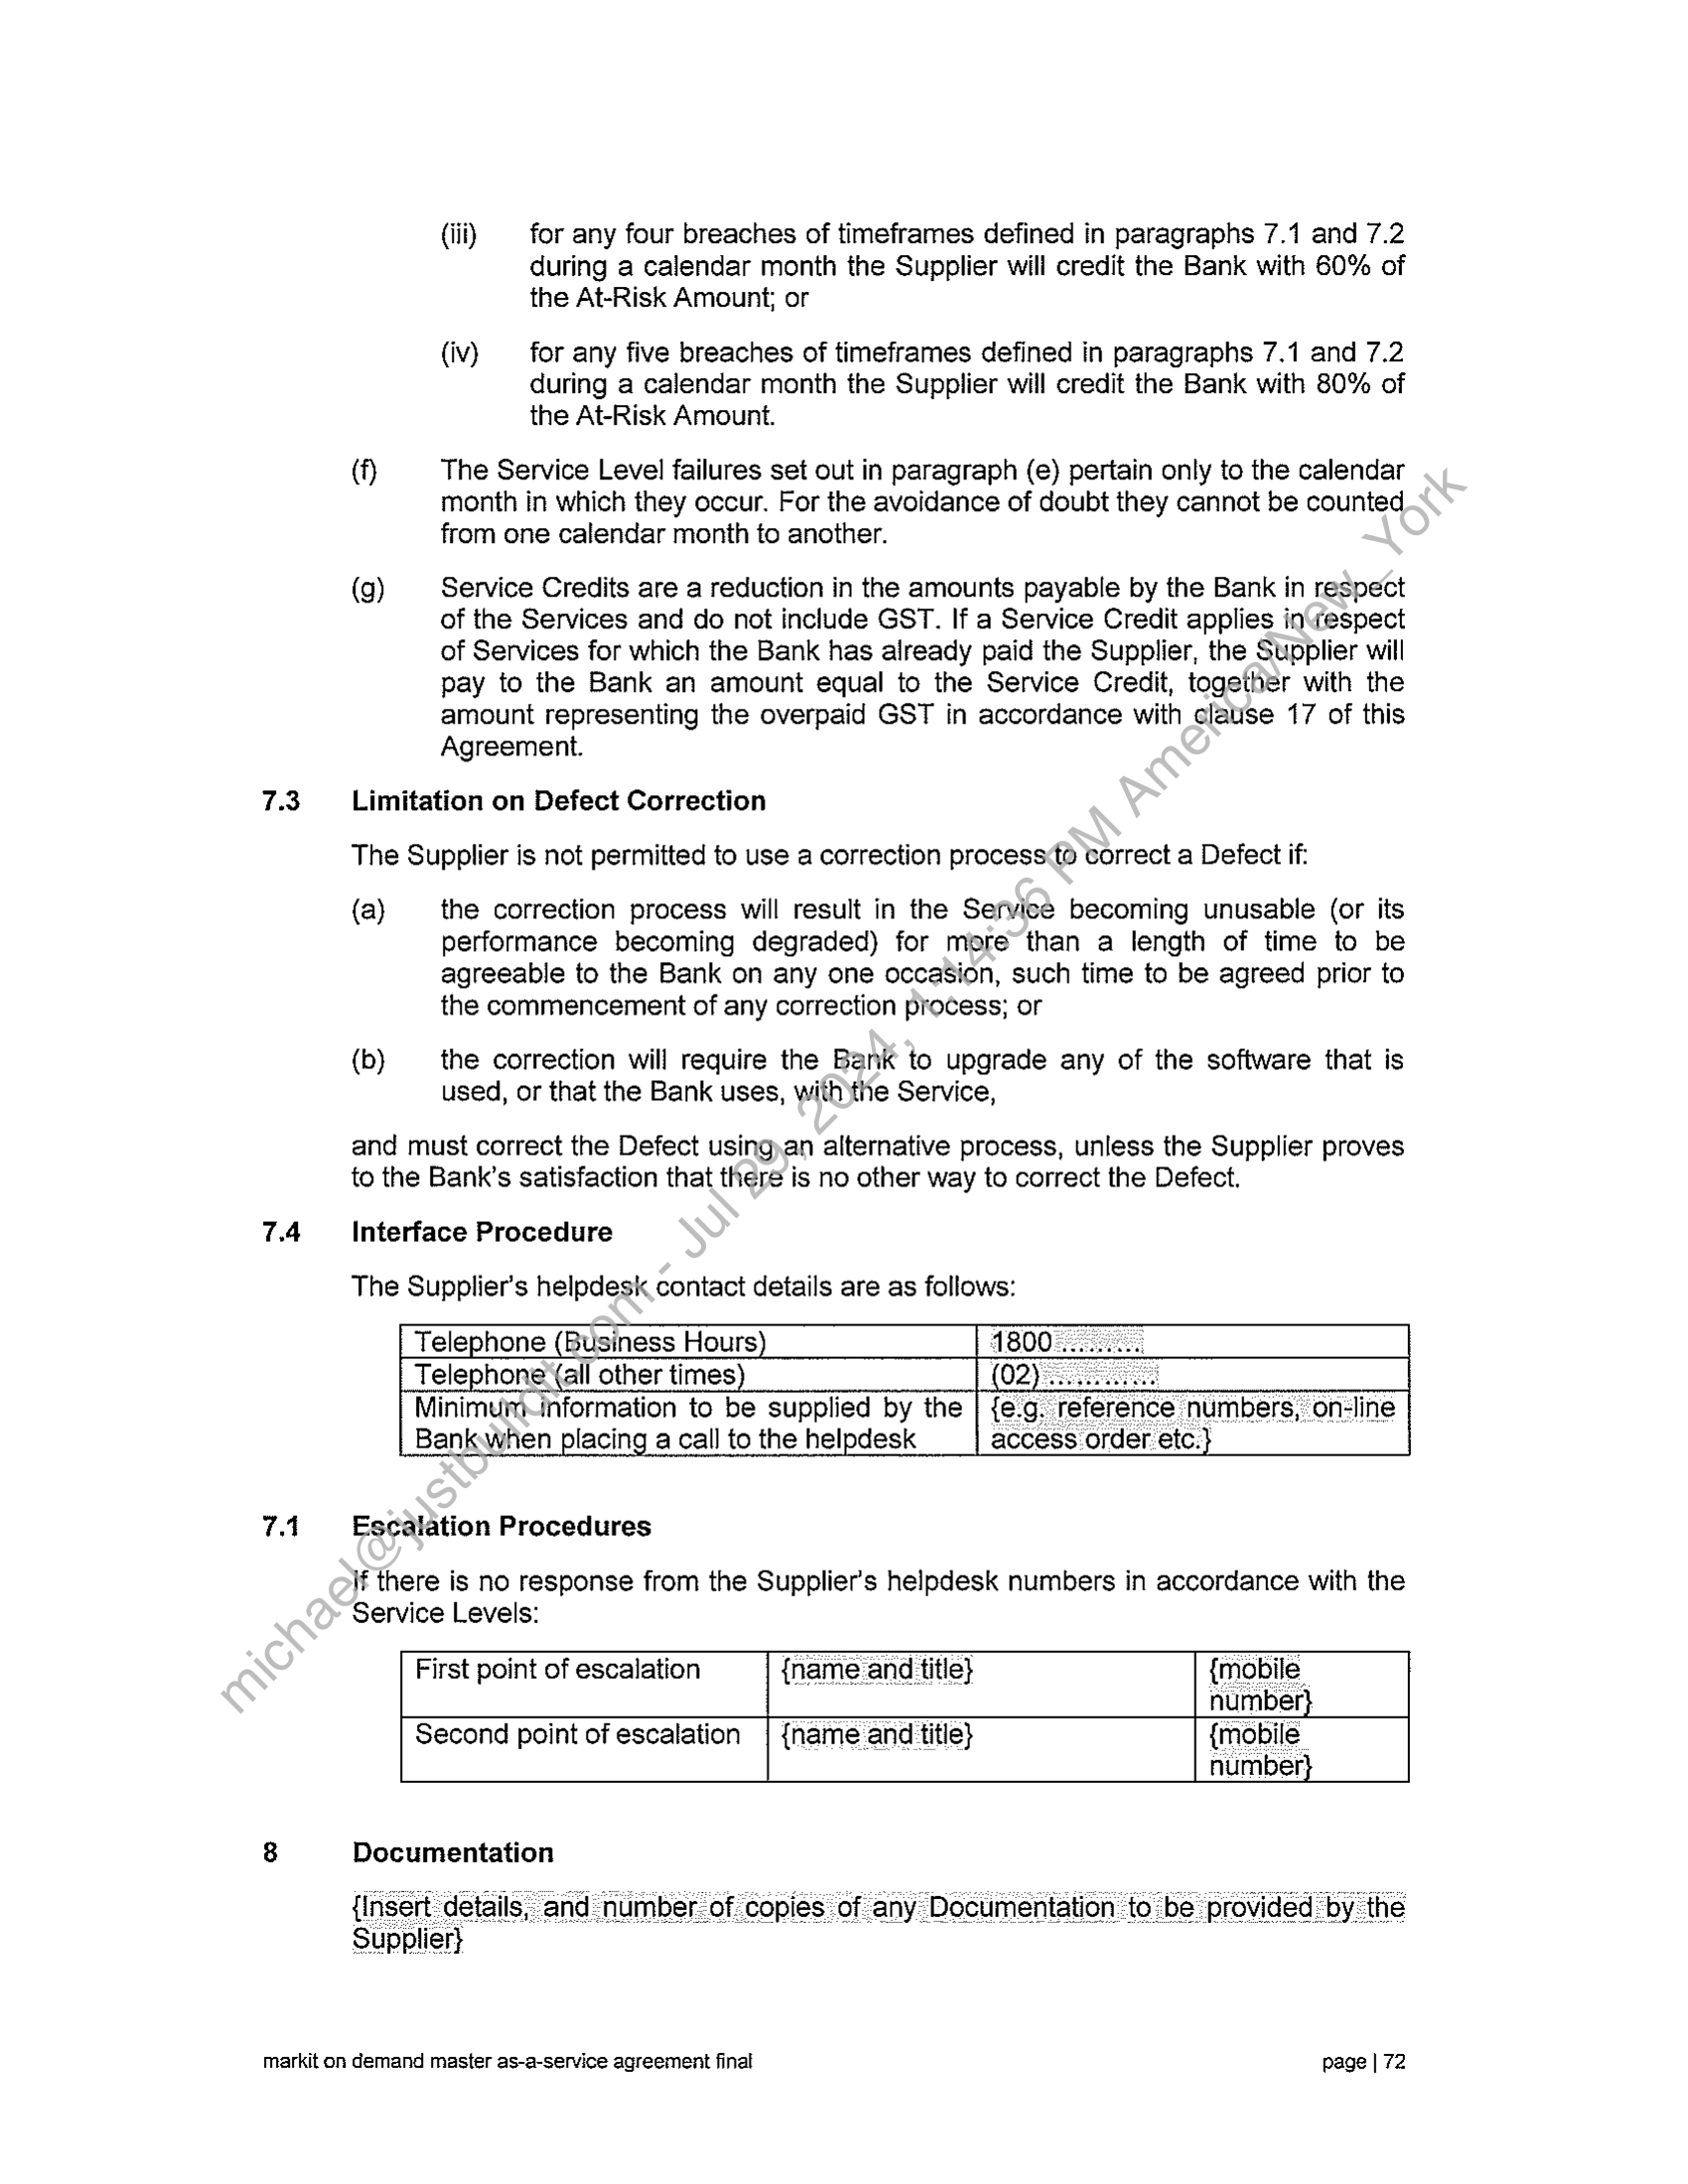 (iii) for any four breaches of timeframes defined in paragraphs 7.1 and 7.2
during a calendar month the Supplier will credit the Bank with 60% of
the At-Risk Amount; or
(iv) for any five breaches of timeframes defined in paragraphs 7.1 and 7.2
during a calendar month the Supplier will credit the Bank with 80% of
the At-Risk Amount.
(f) The Service Level failures set out in paragraph (e) pertain only to the calendar
month in which they occur. For the avoidance of doubt they cannot be counted
from one calendar month to another.
(g) Service Credits are a reduction in the amounts payable by the Bank in respect
of the Services and do not include GST. If a Service Credit applies in respect
of Services for which the Bank has already paid the Supplier, the Supplier will
pay to the Bank an amount equal to the Service Credit, together with the
amount representing the overpaid GST in accordance with clause 17 of this
Agreement.
7.3 Limitation on Defect Correction
The Supplier is not permitted to use a correction process to correct a Defect if:
(a) the correction process will result in the Service becoming unusable (or its
performance becoming degraded) for more than a length of time to be
agreeable to the Bank on any one occasion, such time to be agreed prior to
the commencement of any correction process; or
(b) the correction will require the Bank to upgrade any of the software that is
used, or that the Bank uses, with the Service,
and must correct the Defect using an alternative process, unless the Supplier proves
to the Bank's satisfaction that there is no other way to correct the Defect.
7.4 Interface Procedure
The Supplier's helpdesk contact details are as follows:
Telephone (Business Hours) 1800 .........
Telephone (all other times) (02) ............
Minimum information to be supplied by the {e.g. reference numbers, on-line
Bank when placing a call to the helpdesk access order etc.}
7.1 Escalation Procedures
If there is no response from the Supplier's helpdesk numbers in accordance with the
Service Levels:
First point of escalation {name and title} {mobile
number}
Second point of escalation {name and title} {mobile
number}
8 Documentation
{Insert details, and number of copies of any Documentation to be provided by the
Supplier}
markit on demand master as-a-service agreement final page | 72
michael@justbuildit.com - Jul 29, 2024, 1:14:36 PM America/New_York